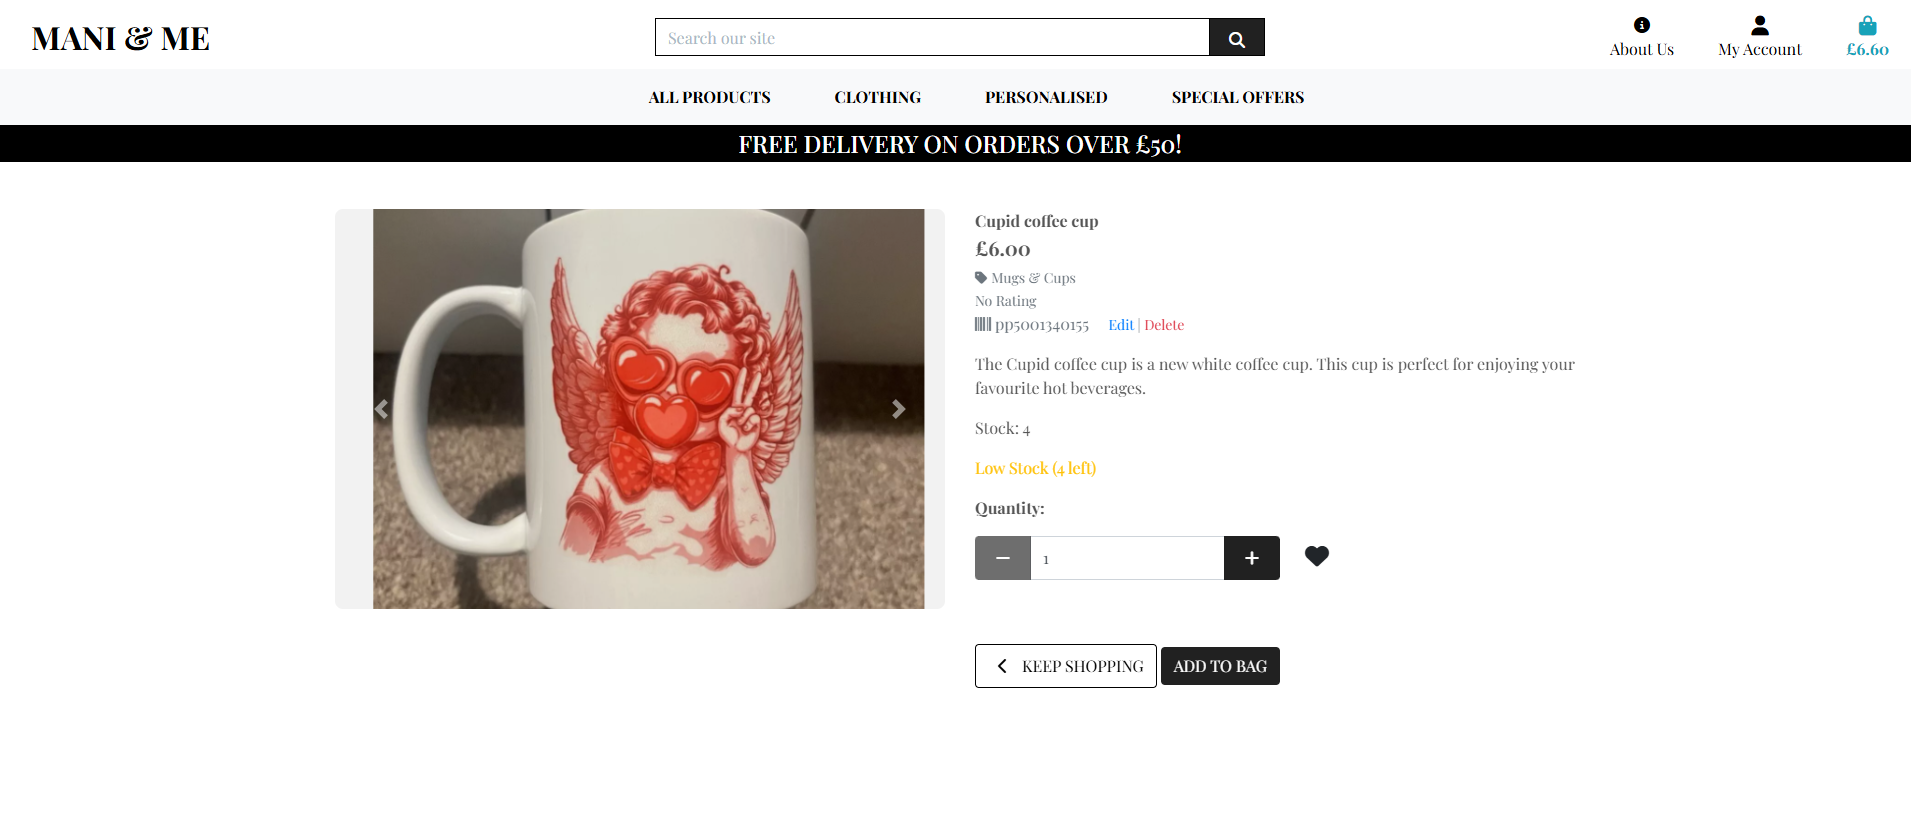 MANI & ME
Search our site
About Us
My Account
£6.60
ALL PRODUCTS
CLOTHING
PERSONALISED
SPECIAL OFFERS
FREE DELIVERY ON ORDERS OVER £50!
Cupid coffee cup
£6.00
Mugs & Cups
No Rating
pp5001340155 Edit | Delete
The Cupid coffee cup is a new white coffee cup. This cup is perfect for enjoying your
favourite hot beverages.
Stock: 4
Low Stock (4 left)
Quantity:
1
KEEP SHOPPING
ADD TO BAG